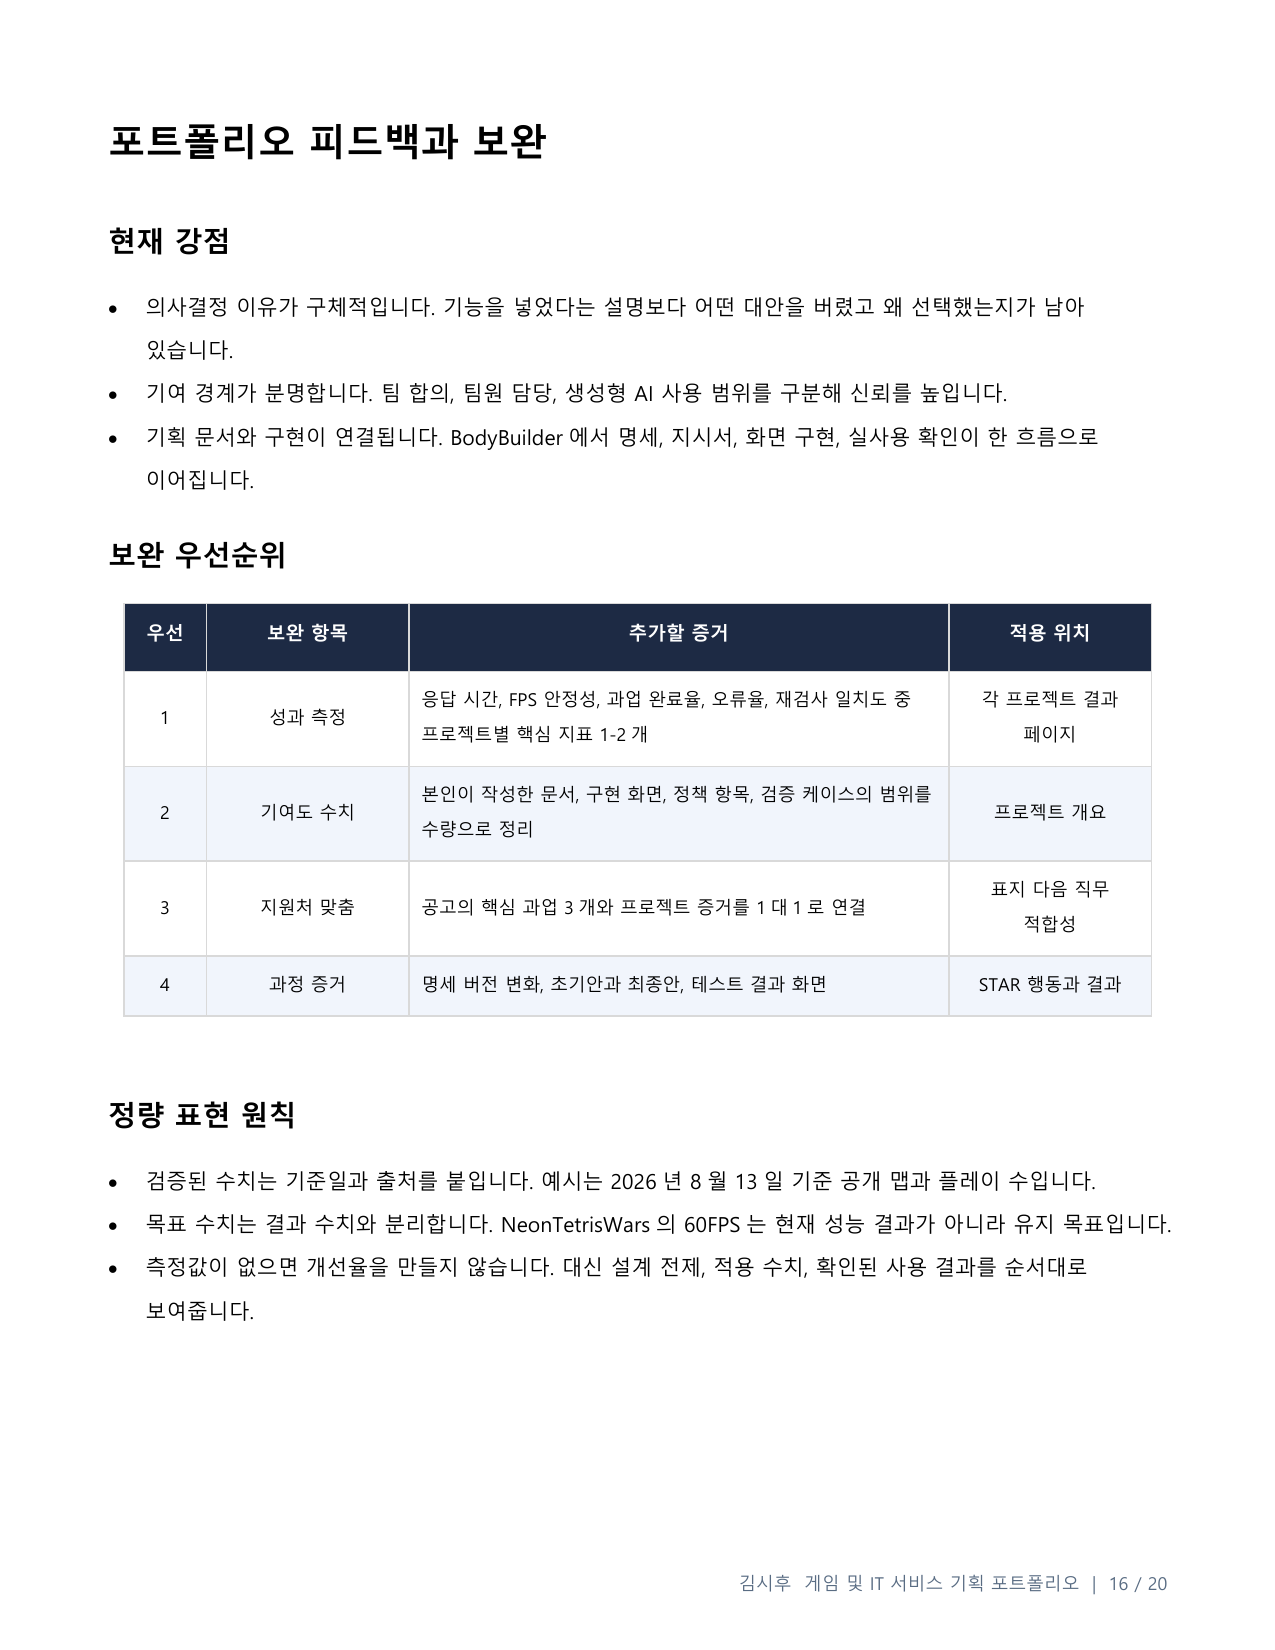 포트폴리오 피드백과 보완
현재 강점
• 의사결정 이유가 구체적입니다. 기능을 넣었다는 설명보다 어떤 대안을 버렸고 왜 선택했는지가 남아
있습니다.
• 기여 경계가 분명합니다. 팀 합의, 팀원 담당, 생성형 AI 사용 범위를 구분해 신뢰를 높입니다.
• 기획 문서와 구현이 연결됩니다. BodyBuilder 에서 명세, 지시서, 화면 구현, 실사용 확인이 한 흐름으로
이어집니다.
보완 우선순위
우선 보완 항목 추가할 증거 적용 위치
1 성과 측정 응답 시간, FPS 안정성, 과업 완료율, 오류율, 재검사 일치도 중 각 프로젝트 결과
프로젝트별 핵심 지표 1-2 개 페이지
2 기여도 수치 본인이 작성한 문서, 구현 화면, 정책 항목, 검증 케이스의 범위를
수량으로 정리 프로젝트 개요
3 지원처 맞춤 공고의 핵심 과업 3 개와 프로젝트 증거를 1 대 1 로 연결 표지 다음 직무
적합성
4 과정 증거 명세 버전 변화, 초기안과 최종안, 테스트 결과 화면 STAR 행동과 결과
정량 표현 원칙
• 검증된 수치는 기준일과 출처를 붙입니다. 예시는 2026 년 8 월 13 일 기준 공개 맵과 플레이 수입니다.
• 목표 수치는 결과 수치와 분리합니다. NeonTetrisWars 의 60FPS 는 현재 성능 결과가 아니라 유지 목표입니다.
• 측정값이 없으면 개선율을 만들지 않습니다. 대신 설계 전제, 적용 수치, 확인된 사용 결과를 순서대로
보여줍니다.
김시후 게임 및 IT 서비스 기획 포트폴리오 | 16 / 20